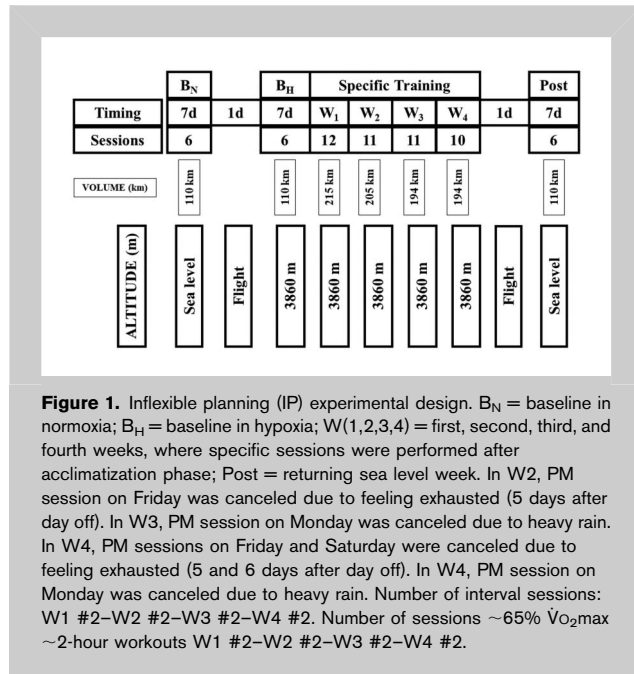 B_N B_H Specific Training Post
Timing 7d 1d 7d W_1 W_2 W_3 W_4 1d 7d
Sessions 6 6 12 11 11 10 6
VOLUME (km) 110 km 110 km 215 km 205 km 194 km 194 km 110 km
ALTITUDE (m) Sea level Flight 3860 m 3860 m 3860 m 3860 m 3860 m Flight Sea level
Figure 1. Inflexible planning (IP) experimental design. B_N = baseline in
normoxia; B_H = baseline in hypoxia; W(1,2,3,4) = first, second, third, and
fourth weeks, where specific sessions were performed after
acclimatization phase; Post = returning sea level week. In W2, PM
session on Friday was canceled due to feeling exhausted (5 days after
day off). In W3, PM session on Monday was canceled due to heavy rain.
In W4, PM sessions on Friday and Saturday were canceled due to
feeling exhausted (5 and 6 days after day off). In W4, PM session on
Monday was canceled due to heavy rain. Number of interval sessions:
W1 #2–W2 #2–W3 #2–W4 #2. Number of sessions ~65% V̇o₂max
~2-hour workouts W1 #2–W2 #2–W3 #2–W4 #2.